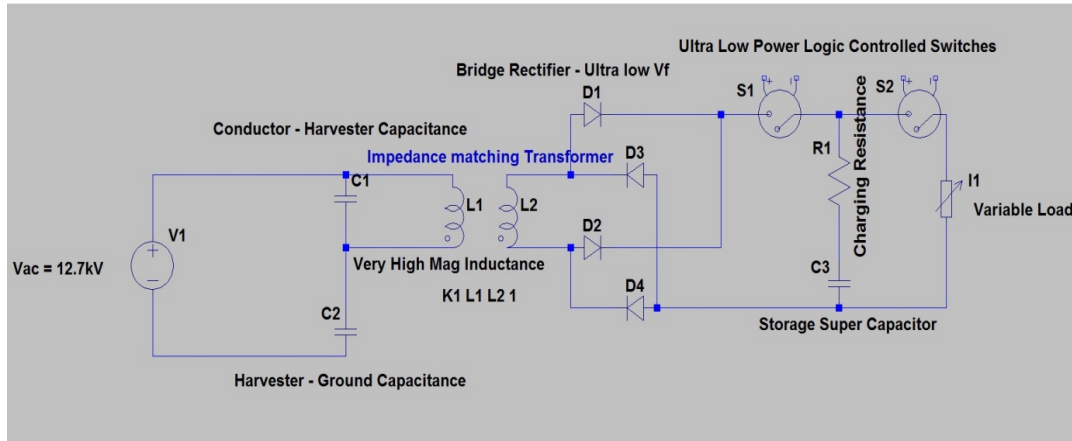 Ultra Low Power Logic Controlled Switches
Bridge Rectifier - Ultra low Vf
D1
S1
S2
Conductor - Harvester Capacitance
Impedance matching Transformer
D3
R1
Charging Resistance
C1
L1
L2
I1
Variable Load
V1
D2
Vac = 12.7kV
Very High Mag Inductance
C3
K1 L1 L2 1
D4
C2
Storage Super Capacitor
Harvester - Ground Capacitance